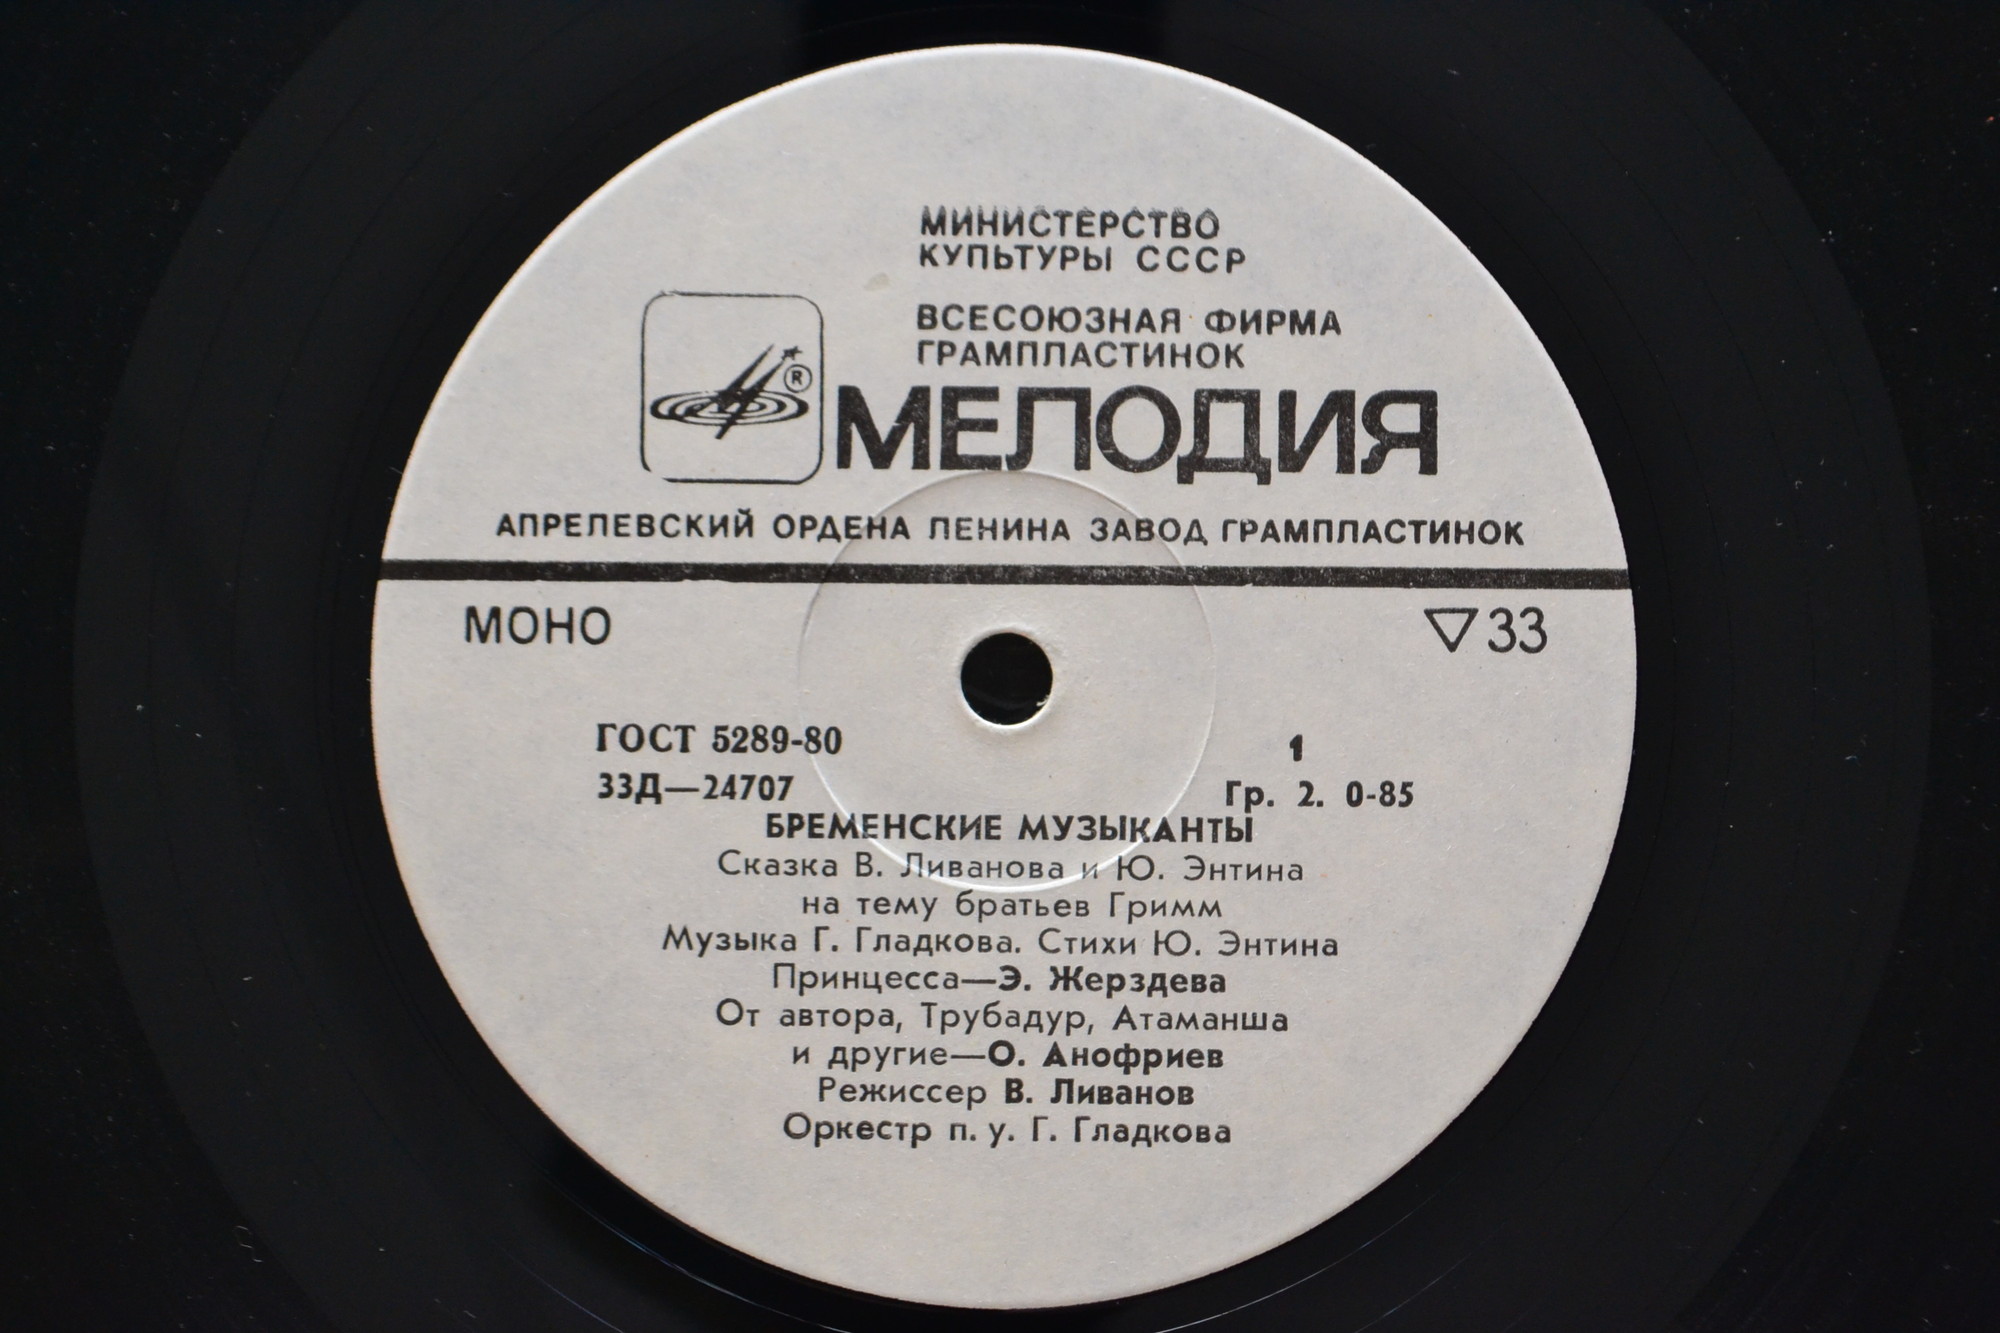 МИНИСТЕРСТВО
КУЛЬТУРЫ СССР
ВСЕСОЮЗНАЯ ФИРМА
ГРАМПЛАСТИНОК
®
МЕЛОДИЯ
АПРЕЛЕВСКИЙ ОРДЕНА ЛЕНИНА ЗАВОД ГРАМПЛАСТИНОК
МОНО ▽33
ГОСТ 5289-80 1
33Д—24707 Гр. 2. 0-85
БРЕМЕНСКИЕ МУЗЫКАНТЫ
Сказка В. Ливанова и Ю. Энтина
на тему братьев Гримм
Музыка Г. Гладкова. Стихи Ю. Энтина
Принцесса—Э. Жерздева
От автора, Трубадур, Атаманша
и другие—О. Анофриев
Режиссер В. Ливанов
Оркестр п. у. Г. Гладкова